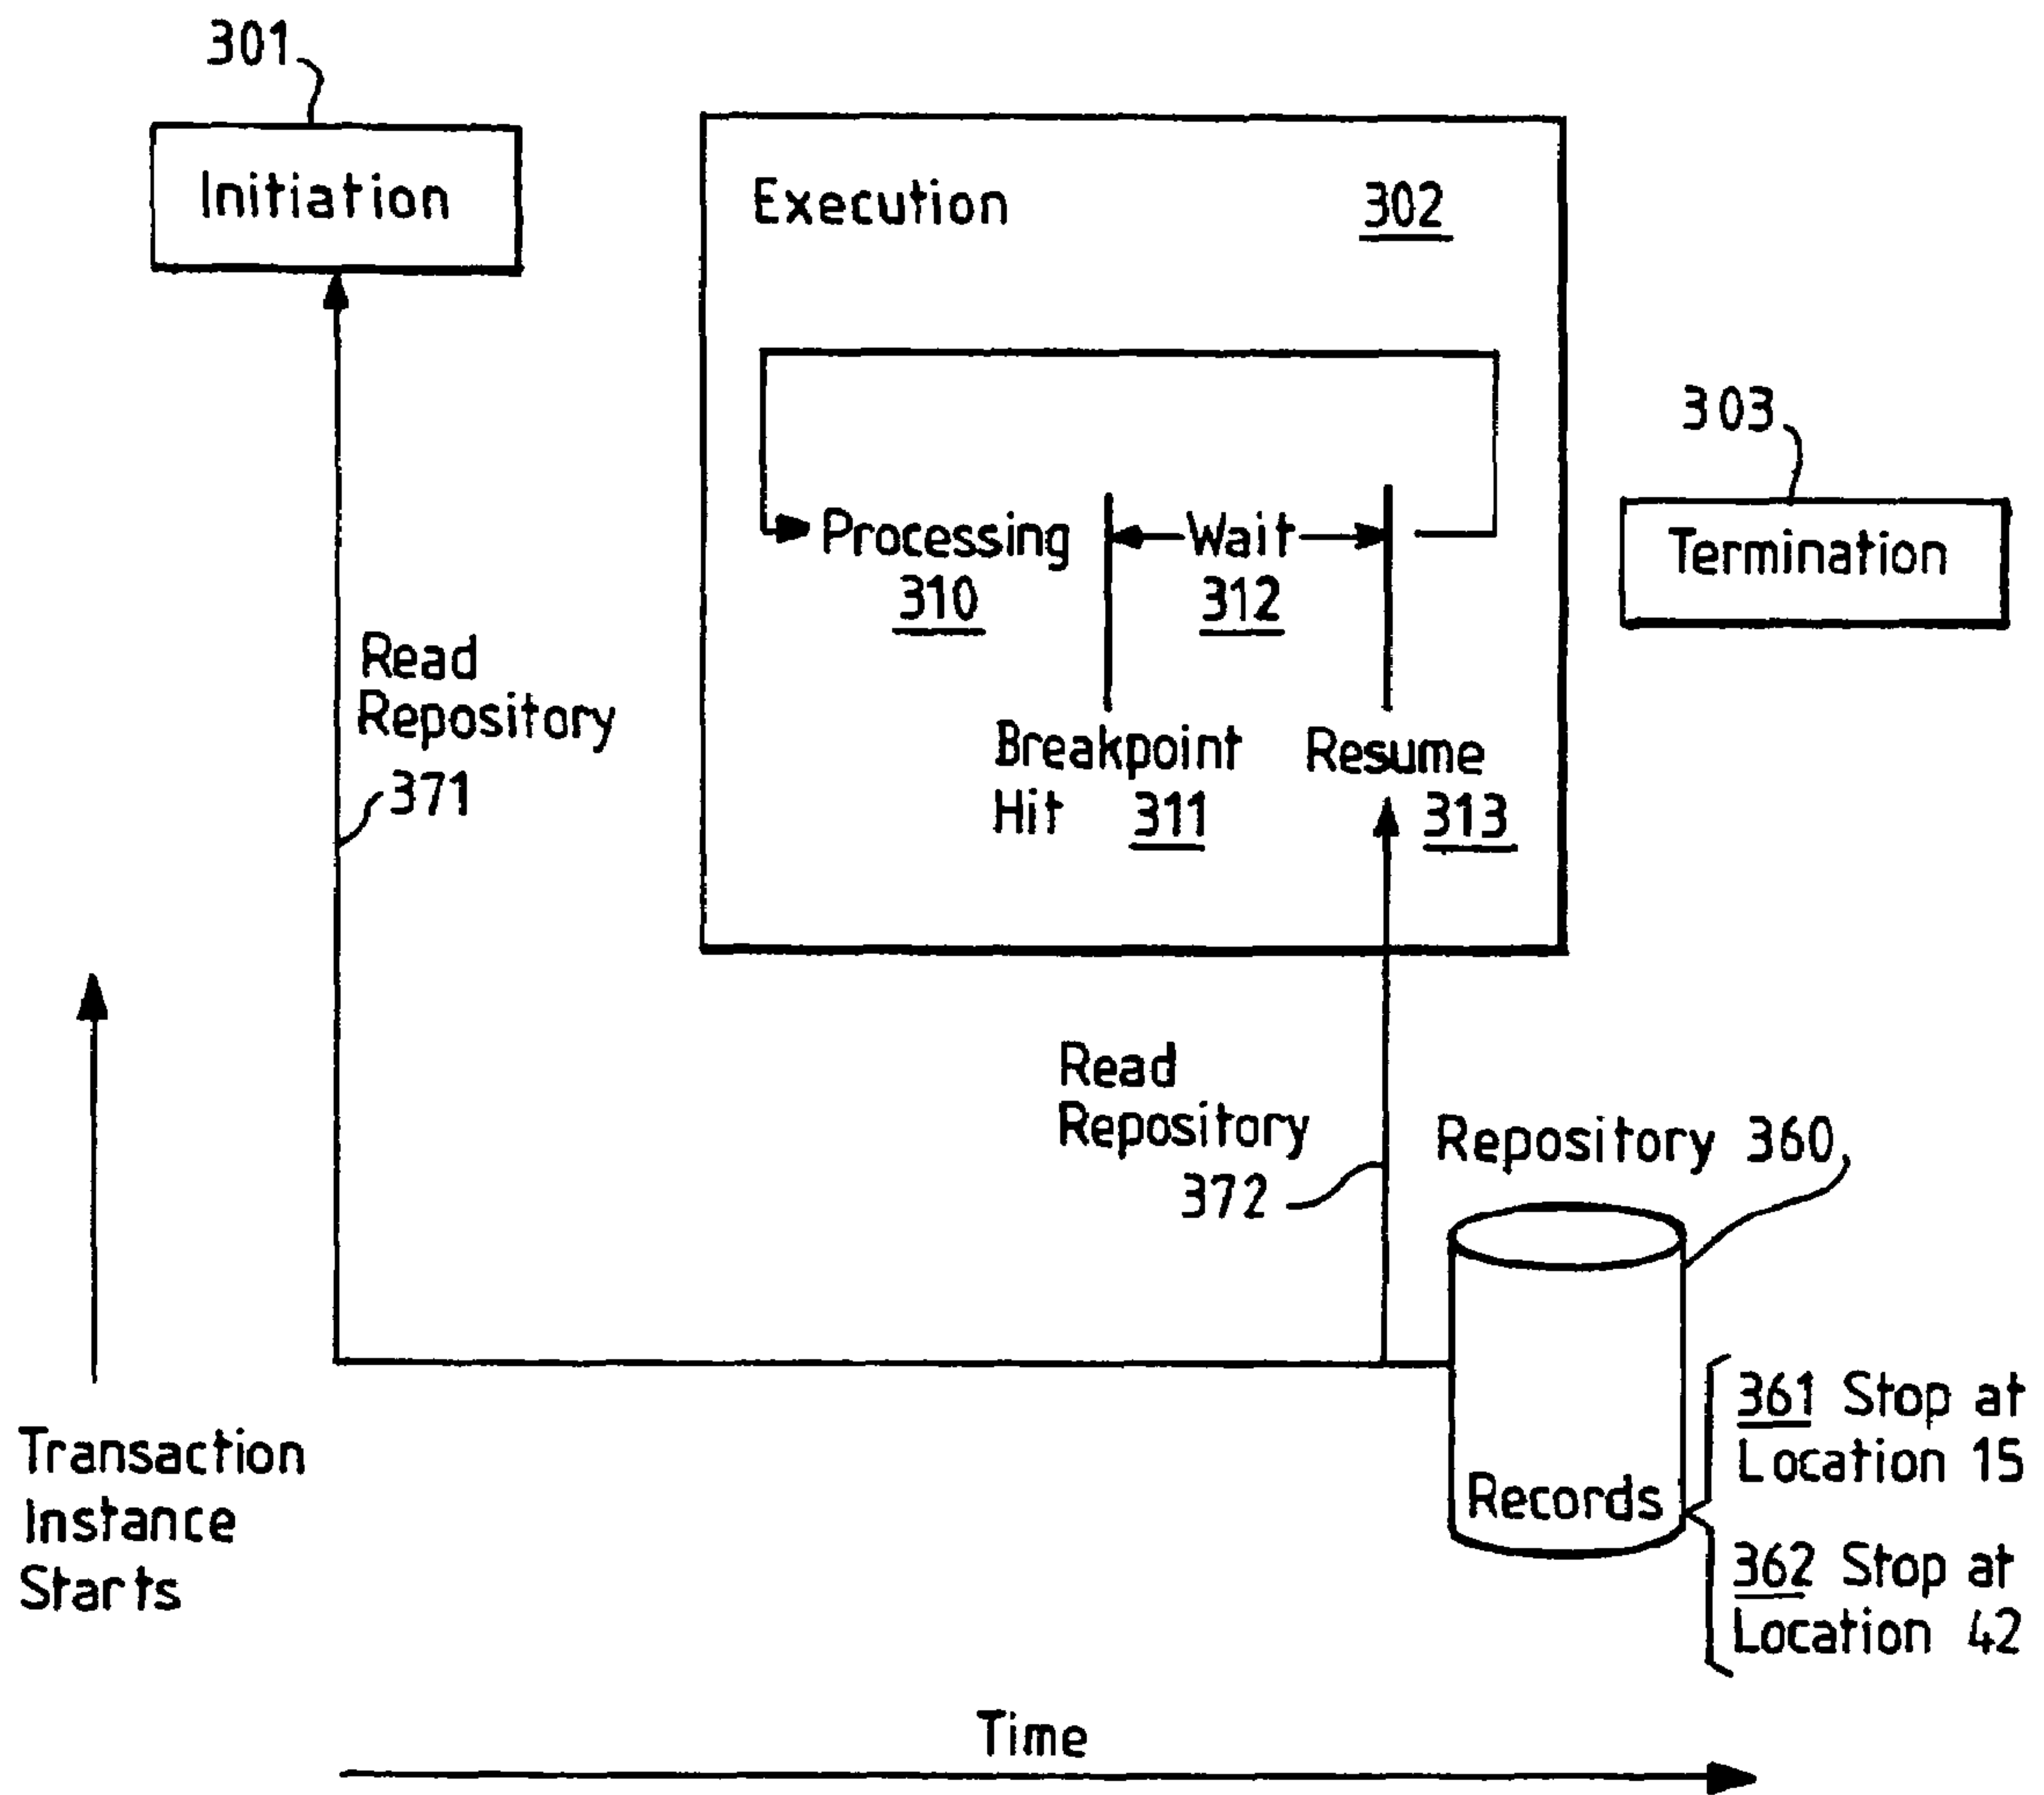 301
Initiation
Execution 302
303
Termination
Processing Wait
310 312
Read
Repository
371
Breakpoint Resume
Hit 311 313
Read
Repository
372
Repository 360
Records
361 Stop at
Location 15
362 Stop at
Location 42
Transaction
Instance
Starts
Time